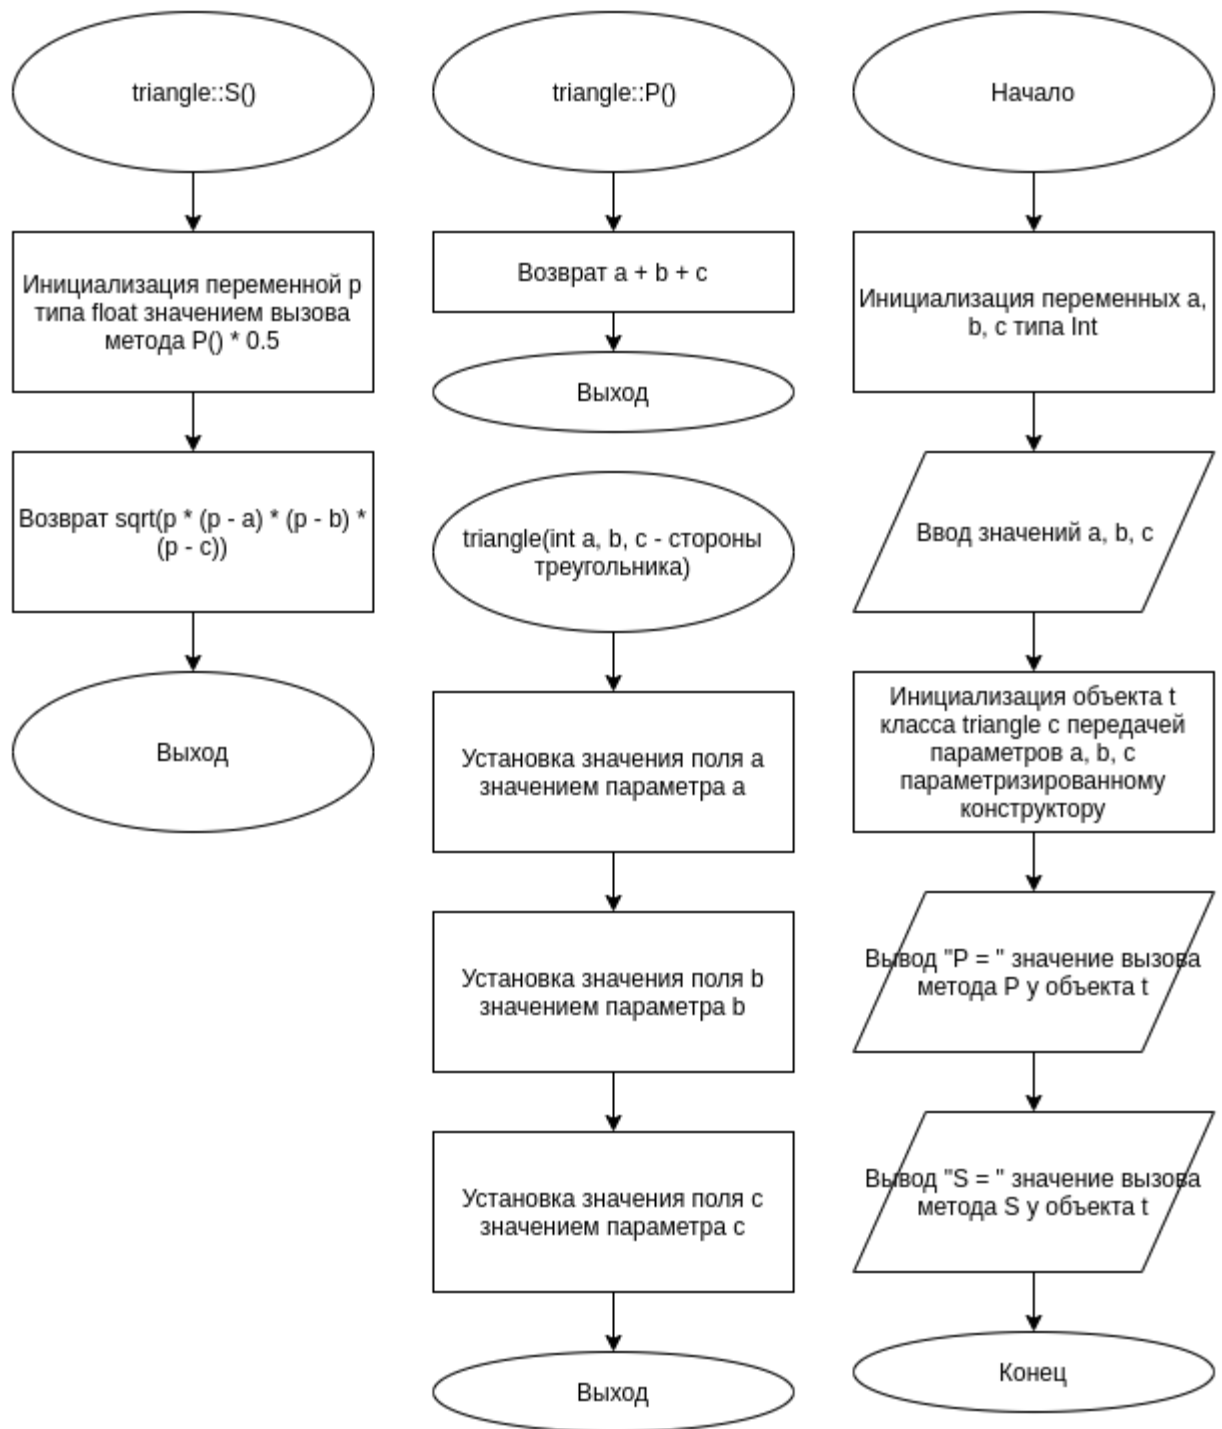 triangle::S()
Инициализация переменной p
типа float значением вызова
метода P() * 0.5
Возврат sqrt(p * (p - a) * (p - b) *
(p - c))
Выход
triangle::P()
Возврат a + b + c
Выход
triangle(int a, b, c - стороны
треугольника)
Установка значения поля a
значением параметра a
Установка значения поля b
значением параметра b
Установка значения поля c
значением параметра c
Выход
Начало
Инициализация переменных a,
b, c типа Int
Ввод значений a, b, c
Инициализация объекта t
класса triangle с передачей
параметров a, b, c
параметризированному
конструктору
Вывод "P = " значение вызова
метода P у объекта t
Вывод "S = " значение вызова
метода S у объекта t
Конец